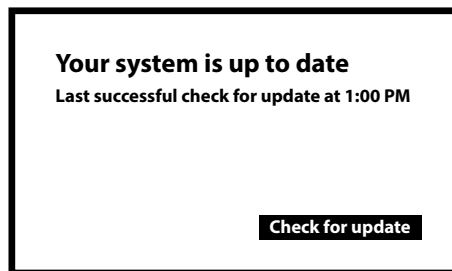 Your system is up to date
Last successful check for update at 1:00 PM
Check for update